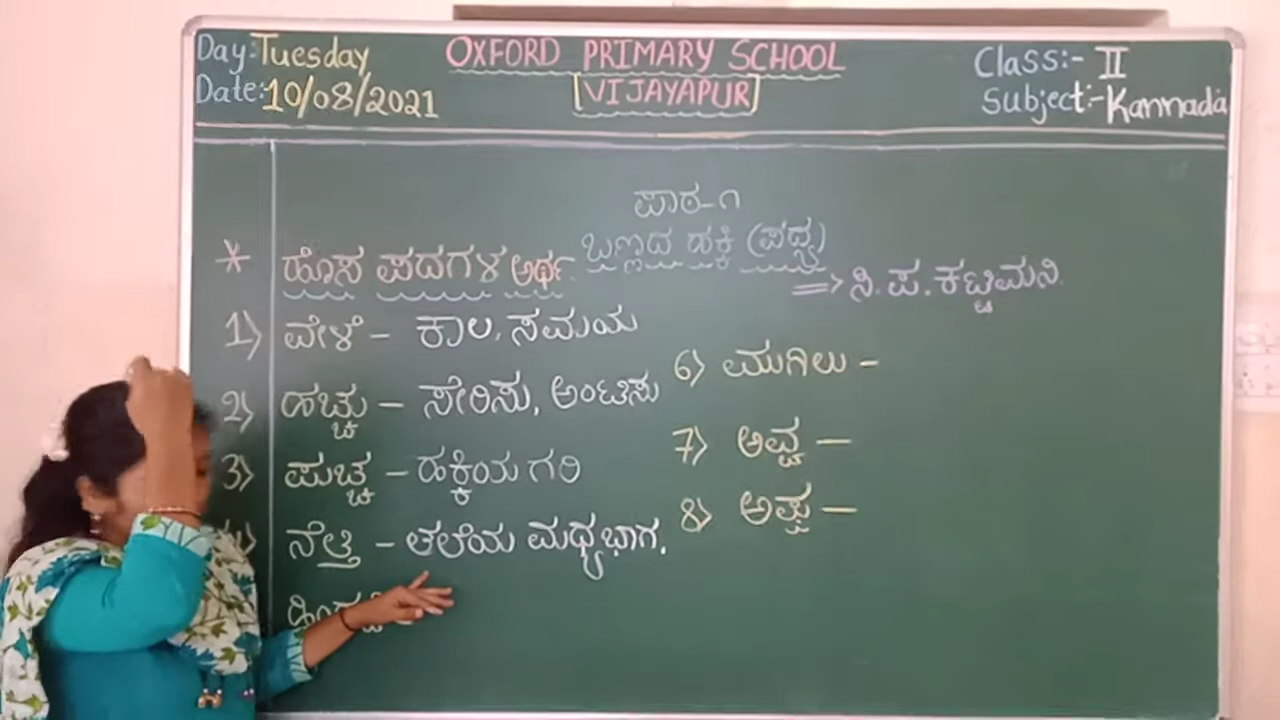 Day:Tuesday
Date:10/08/2021
OXFORD PRIMARY SCHOOL
[VIJAYAPUR]
Class:- II
Subject:-Kannada
ಪಾಠ-೧
ಬಣ್ಣದ ಹಕ್ಕಿ (ಪದ್ಯ)
=> ಸಿ.ಪ.ಕಟ್ಟಿಮನಿ.
* ಹೊಸ ಪದಗಳ ಅರ್ಥ.
1) ವೇಳೆ - ಕಾಲ, ಸಮಯ
2) ಹಚ್ಚು - ಸೇರಿಸು, ಅಂಟಿಸು
3) ಪುಚ್ಚ - ಹಕ್ಕಿಯ ಗರಿ
ನೆತ್ತಿ - ತಲೆಯ ಮಧ್ಯಭಾಗ.
6) ಮುಗಿಲು -
7) ಅವ್ವ -
8) ಅಪ್ಪ -